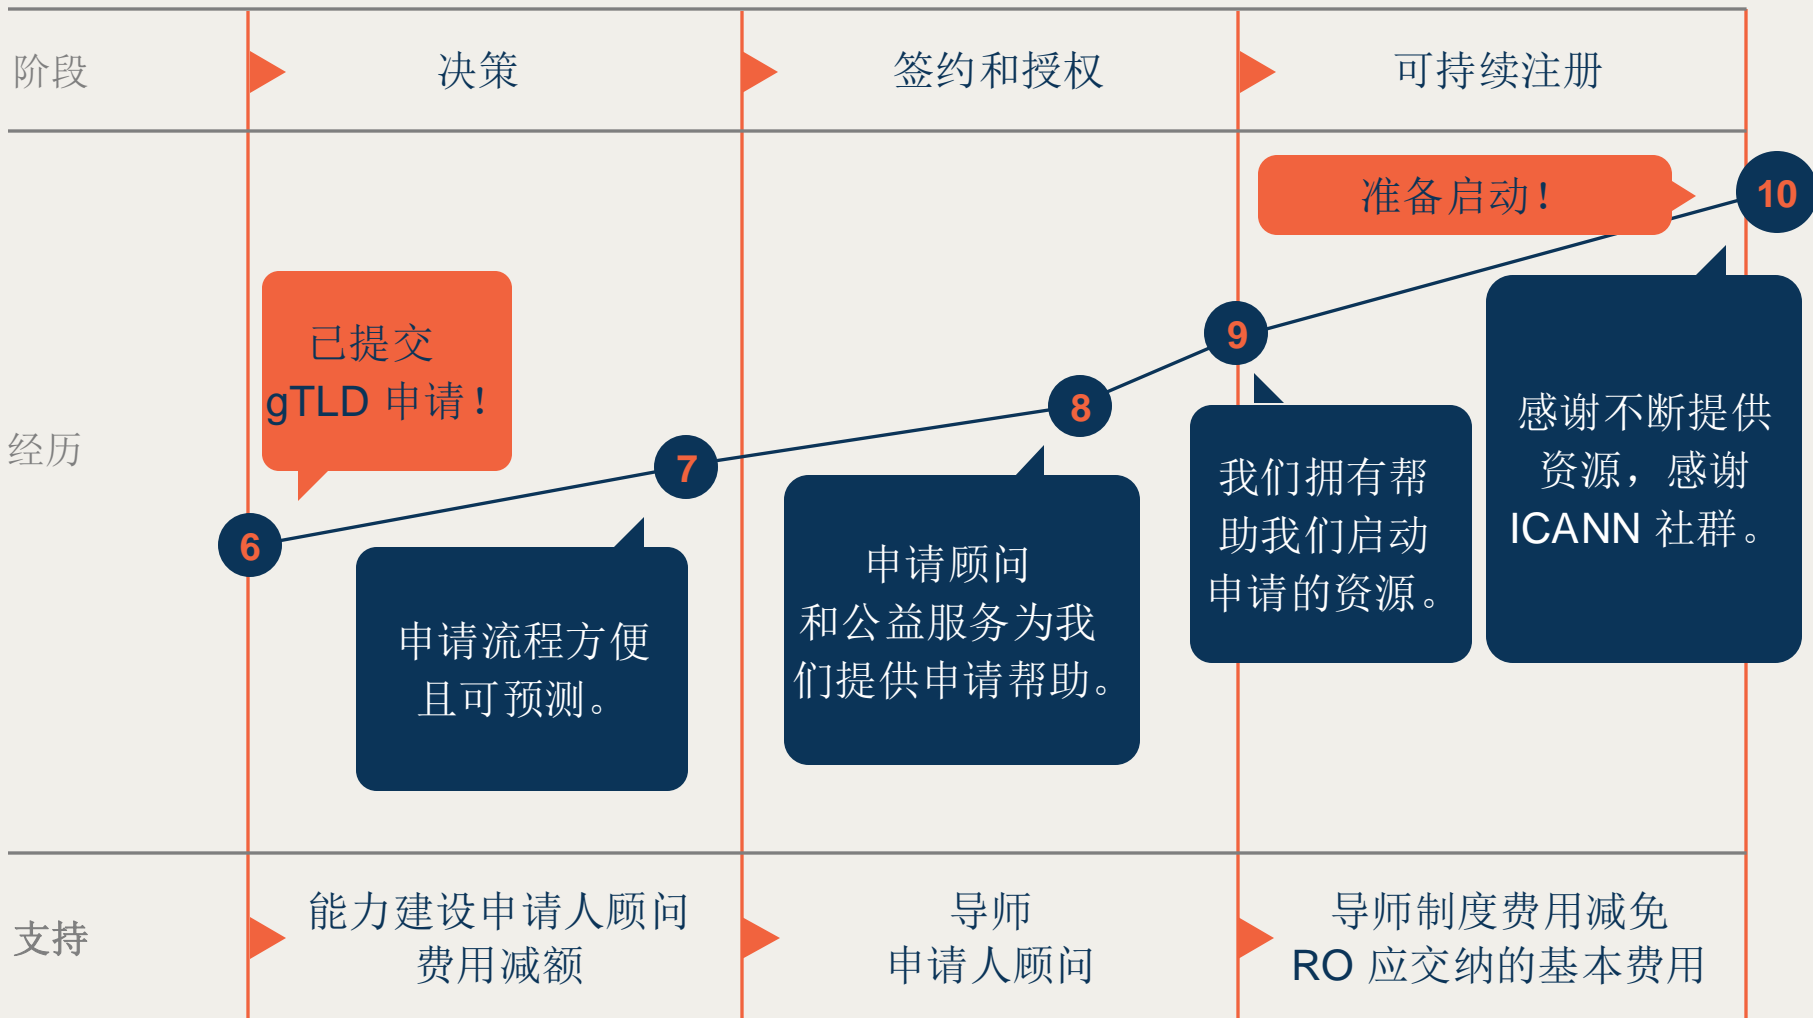 阶段
决策
签约和授权
可持续注册
经历
准备启动！
10
已提交
gTLD 申请！
6
7
8
9
申请流程方便
且可预测。
申请顾问
和公益服务为我
们提供申请帮助。
我们拥有帮
助我们启动
申请的资源。
感谢不断提供
资源，感谢
ICANN 社群。
支持
能力建设申请人顾问
费用减额
导师
申请人顾问
导师制度费用减免
RO 应交纳的基本费用